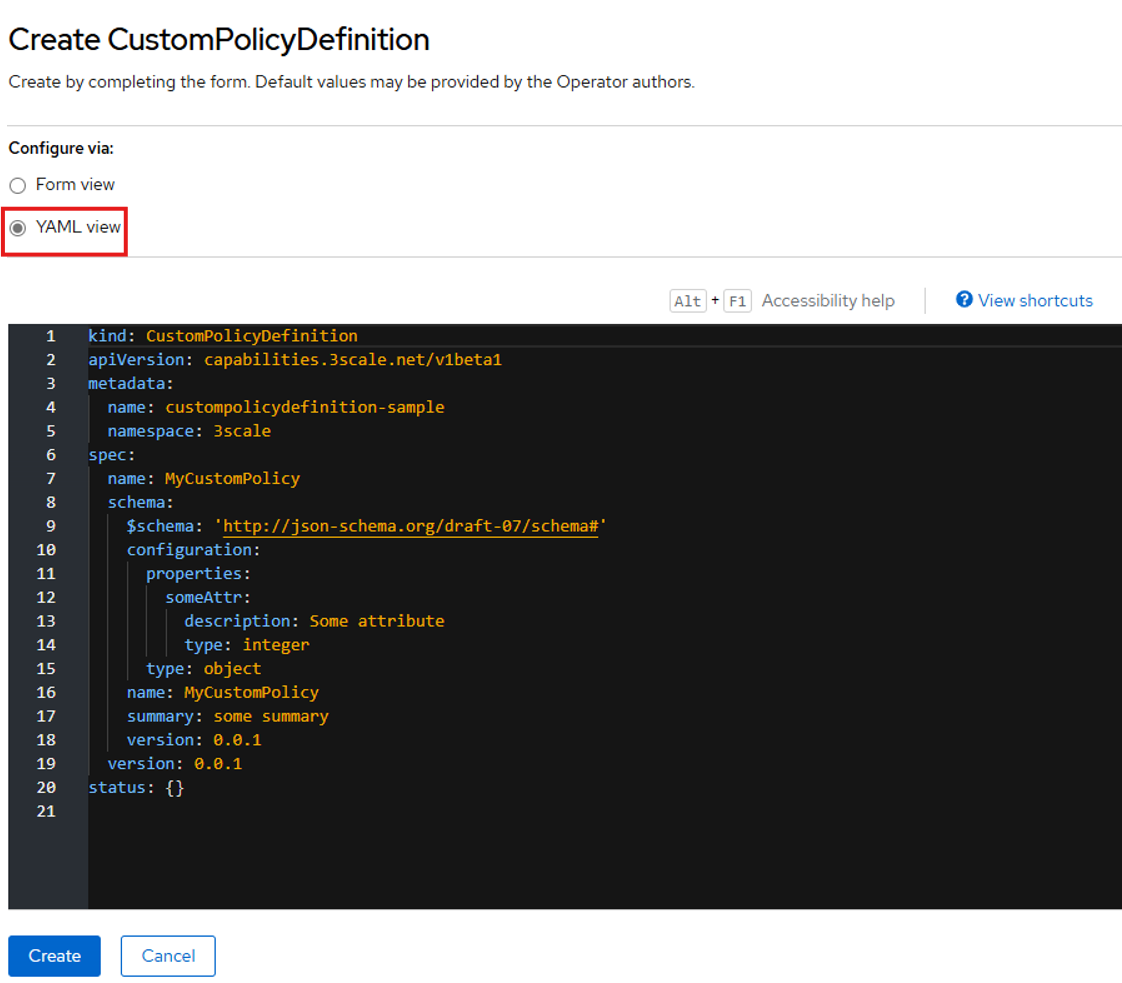 Create CustomPolicyDefinition
Create by completing the form. Default values may be provided by the Operator authors.
Configure via:
Form view
YAML view
Alt + F1 Accessibility help View shortcuts
1 kind: CustomPolicyDefinition
2 apiVersion: capabilities.3scale.net/v1beta1
3 metadata:
4   name: custompolicydefinition-sample
5   namespace: 3scale
6 spec:
7   name: MyCustomPolicy
8   schema:
9     $schema: 'http://json-schema.org/draft-07/schema#'
10     configuration:
11       properties:
12         someAttr:
13           description: Some attribute
14           type: integer
15       type: object
16     name: MyCustomPolicy
17     summary: some summary
18     version: 0.0.1
19   version: 0.0.1
20 status: {}
21
Create Cancel